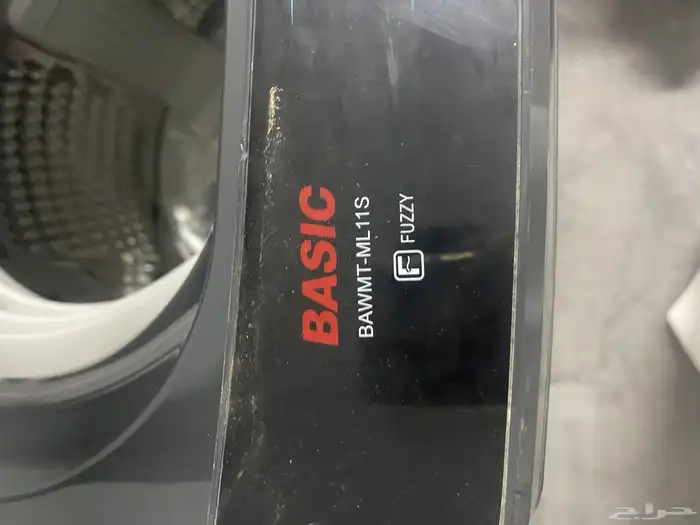 BASIC
BAWMT-ML11S
FUZZY
حراج